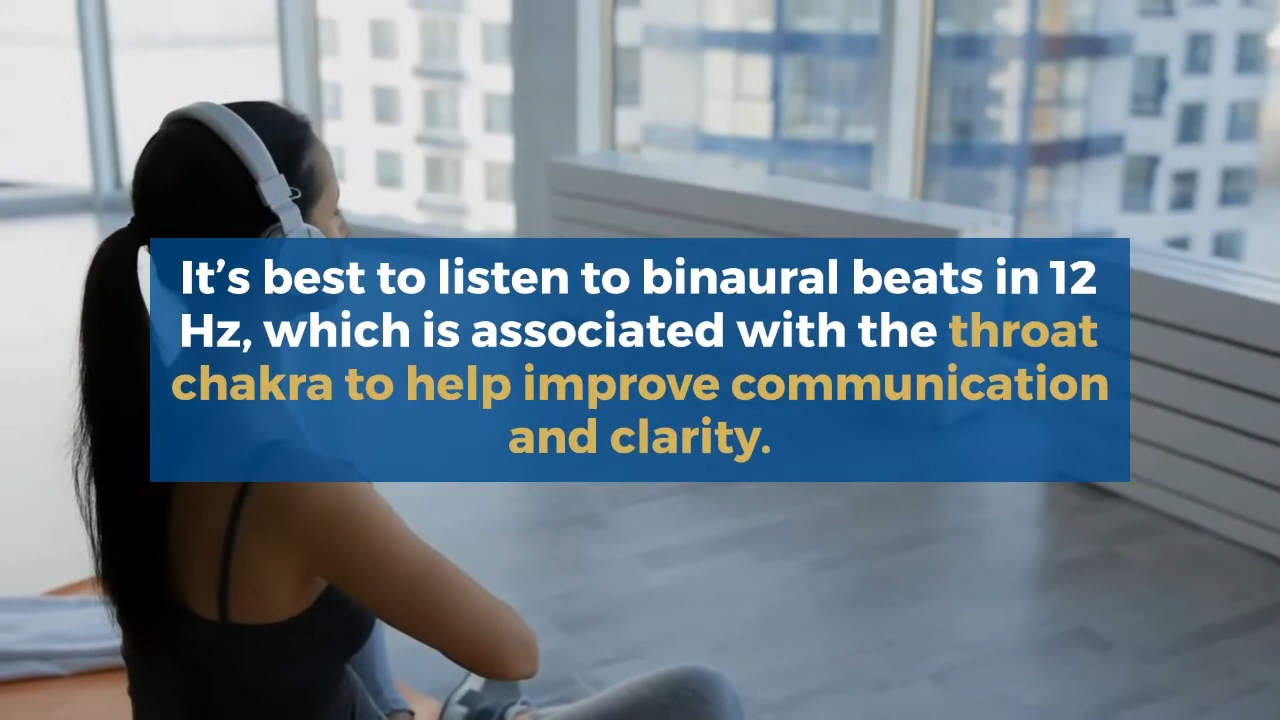 It’s best to listen to binaural beats in 12
Hz, which is associated with the throat
chakra to help improve communication
and clarity.